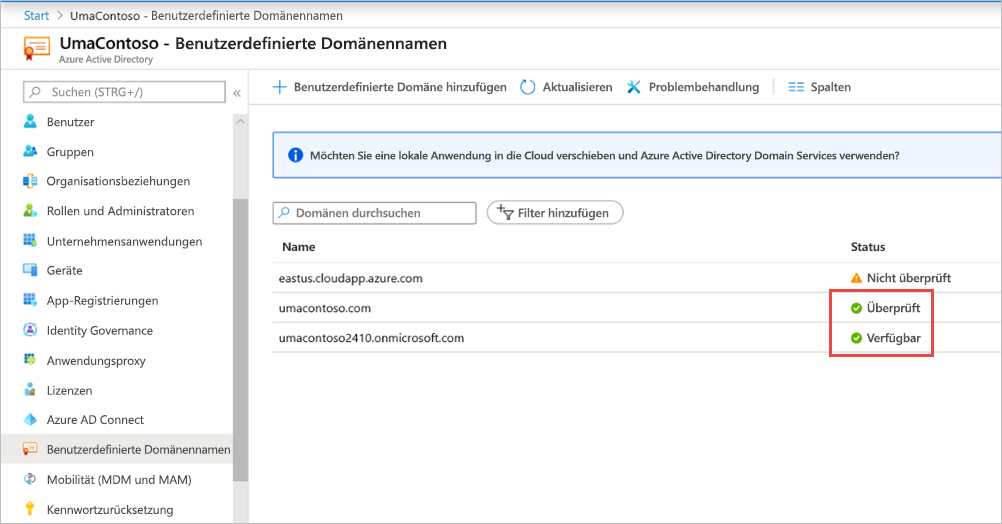 Start > UmaContoso - Benutzerdefinierte Domänennamen
UmaContoso - Benutzerdefinierte Domänennamen
Azure Active Directory
Suchen (STRG+/)
«
Benutzer
Gruppen
Organisationsbeziehungen
Rollen und Administratoren
Unternehmensanwendungen
Geräte
App-Registrierungen
Identity Governance
Anwendungsproxy
Lizenzen
Azure AD Connect
Benutzerdefinierte Domänennamen
Mobilität (MDM und MAM)
Kennwortzurücksetzung
Benutzerdefinierte Domäne hinzufügen Aktualisieren Problembehandlung Spalten
Möchten Sie eine lokale Anwendung in die Cloud verschieben und Azure Active Directory Domain Services verwenden?
Domänen durchsuchen Filter hinzufügen
Name Status
eastus.cloudapp.azure.com Nicht überprüft
umacontoso.com Überprüft
umacontoso2410.onmicrosoft.com Verfügbar